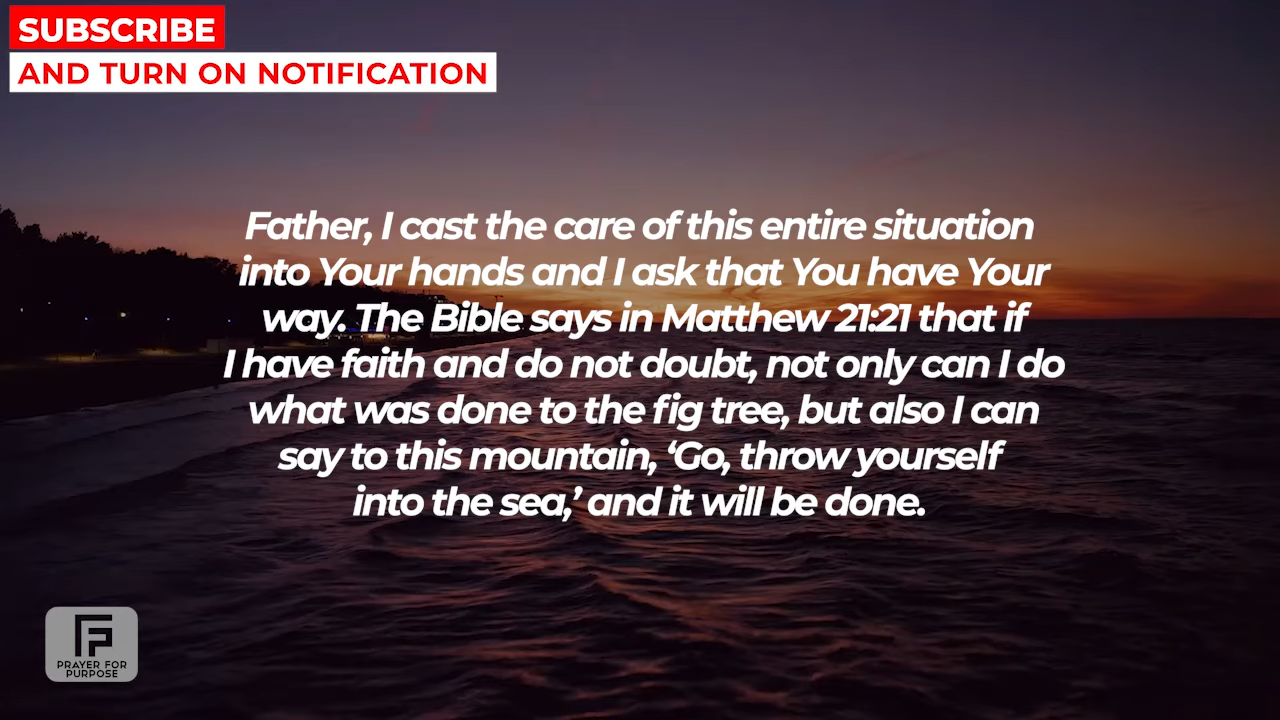 SUBSCRIBE
AND TURN ON NOTIFICATION
Father, I cast the care of this entire situation
into Your hands and I ask that You have Your
way. The Bible says in Matthew 21:21 that if
I have faith and do not doubt, not only can I do
what was done to the fig tree, but also I can
say to this mountain, ‘Go, throw yourself
into the sea,’ and it will be done.
PRAYER FOR
PURPOSE